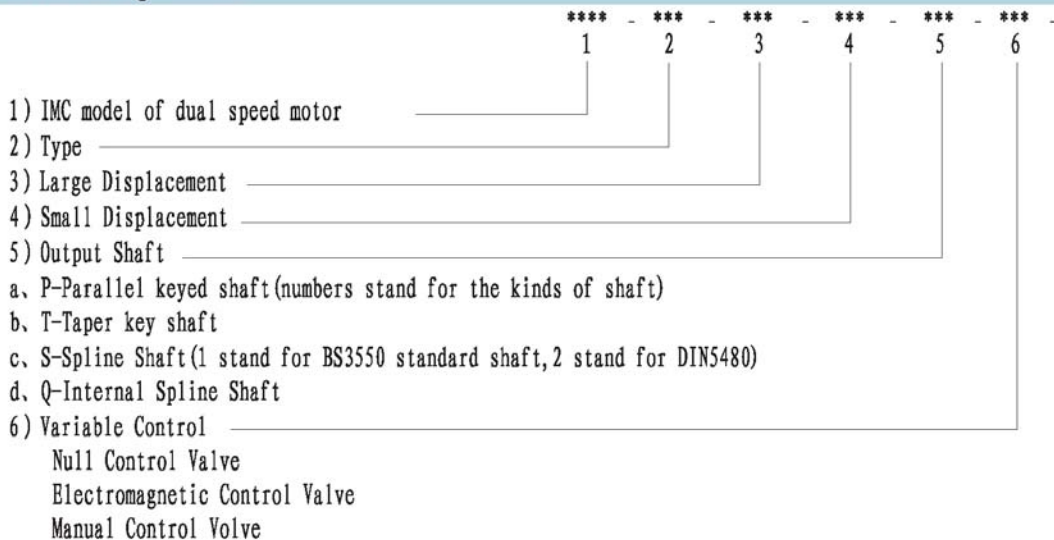 **** - *** - *** - *** - *** - *** -
1 2 3 4 5 6
1) IMC model of dual speed motor
2) Type
3) Large Displacement
4) Small Displacement
5) Output Shaft
a、P-Parallel keyed shaft(numbers stand for the kinds of shaft)
b、T-Taper key shaft
c、S-Spline Shaft(1 stand for BS3550 standard shaft,2 stand for DIN5480)
d、Q-Internal Spline Shaft
6) Variable Control
Null Control Valve
Electromagnetic Control Valve
Manual Control Volve